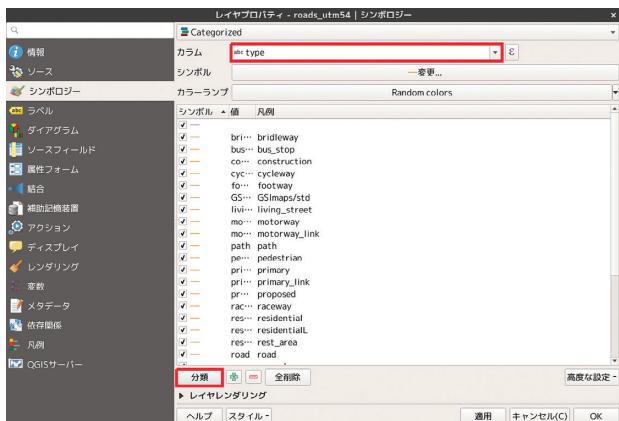 レイヤプロパティ - roads_utm54 | シンボロジー ×
Categorized
情報
ソース
シンボロジー
abc ラベル
ダイアグラム
ソースフィールド
属性フォーム
結合
補助記憶装置
アクション
ディスプレイ
レンダリング
変数
メタデータ
依存関係
凡例
QGISサーバー
カラム abc type ε
シンボル 変更...
カラーランプ Random colors
シンボル 値 凡例
bri… bridleway
bus… bus_stop
co… construction
cyc… cycleway
fo… footway
GS… GSImaps/std
livi… living_street
mo… motorway
mo… motorway_link
path path
pe… pedestrian
pri… primary
pri… primary_link
pr… proposed
rac… raceway
res… residential
res… residentialL
res… rest_area
road road
分類 全削除 高度な設定
レイヤレンダリング
ヘルプ スタイル 適用 キャンセル(C) OK